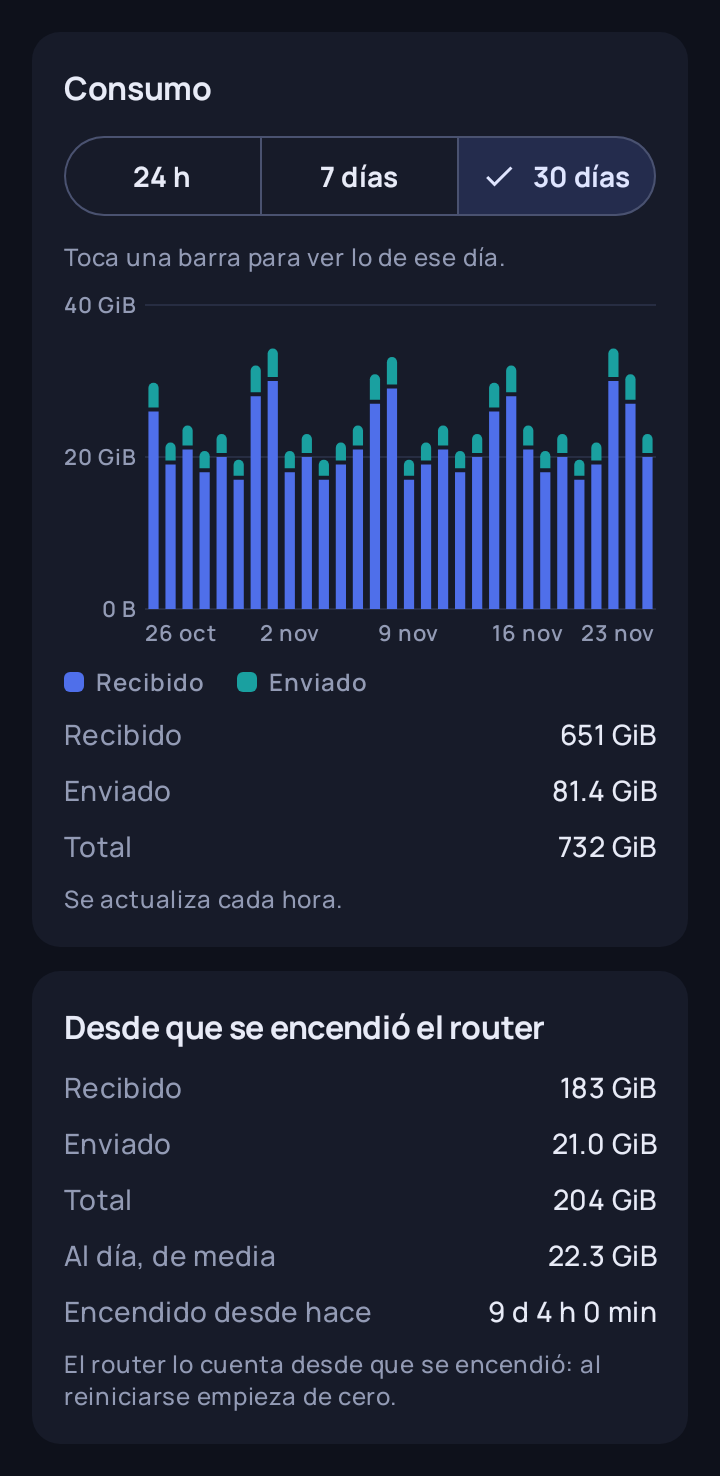 Consumo
24 h
7 días
30 días
Toca una barra para ver lo de ese día.
40 GiB
20 GiB
0 B
26 oct 2 nov 9 nov 16 nov 23 nov
Recibido Enviado
Recibido 651 GiB
Enviado 81.4 GiB
Total 732 GiB
Se actualiza cada hora.
Desde que se encendió el router
Recibido 183 GiB
Enviado 21.0 GiB
Total 204 GiB
Al día, de media 22.3 GiB
Encendido desde hace 9 d 4 h 0 min
El router lo cuenta desde que se encendió: al
reiniciarse empieza de cero.